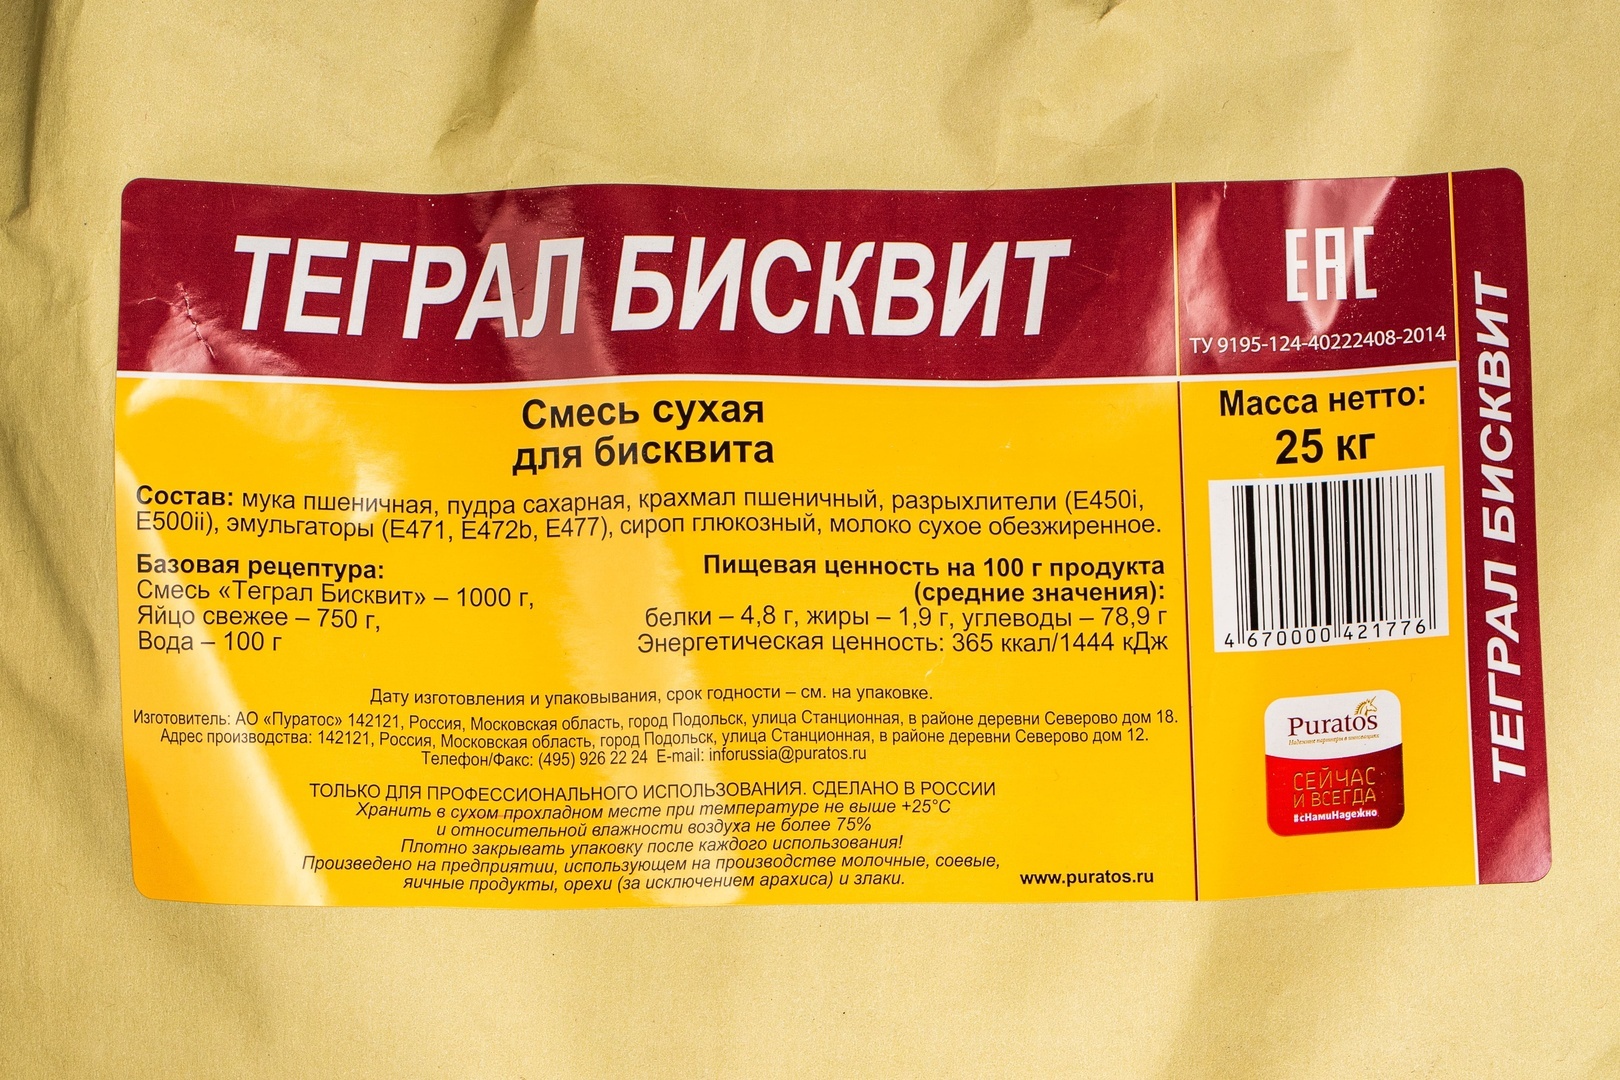 ТЕГРАЛ БИСКВИТ
EAC
ТУ 9195-124-40222408-2014
Смесь сухая
для бисквита
Масса нетто:
25 кг
Состав: мука пшеничная, пудра сахарная, крахмал пшеничный, разрыхлители (Е450i,
Е500ii), эмульгаторы (Е471, Е472b, Е477), сироп глюкозный, молоко сухое обезжиренное.
Базовая рецептура:
Смесь «Теграл Бисквит» – 1000 г,
Яйцо свежее – 750 г,
Вода – 100 г
Пищевая ценность на 100 г продукта
(средние значения):
белки – 4,8 г, жиры – 1,9 г, углеводы – 78,9 г
Энергетическая ценность: 365 ккал/1444 кДж
4 670000 421776
Дату изготовления и упаковывания, срок годности – см. на упаковке.
Изготовитель: АО «Пуратос» 142121, Россия, Московская область, город Подольск, улица Станционная, в районе деревни Северово дом 18.
Адрес производства: 142121, Россия, Московская область, город Подольск, улица Станционная, в районе деревни Северово дом 12.
Телефон/Факс: (495) 926 22 24 E-mail: inforussia@puratos.ru
ТОЛЬКО ДЛЯ ПРОФЕССИОНАЛЬНОГО ИСПОЛЬЗОВАНИЯ. СДЕЛАНО В РОССИИ
Хранить в сухом прохладном месте при температуре не выше +25°С
и относительной влажности воздуха не более 75%
Плотно закрывать упаковку после каждого использования!
Произведено на предприятии, использующем на производстве молочные, соевые,
яичные продукты, орехи (за исключением арахиса) и злаки.
www.puratos.ru
Puratos
Надежные партнеры в инновациях
СЕЙЧАС
И ВСЕГДА
#сНамиНадежно
ТЕГРАЛ БИСКВИТ